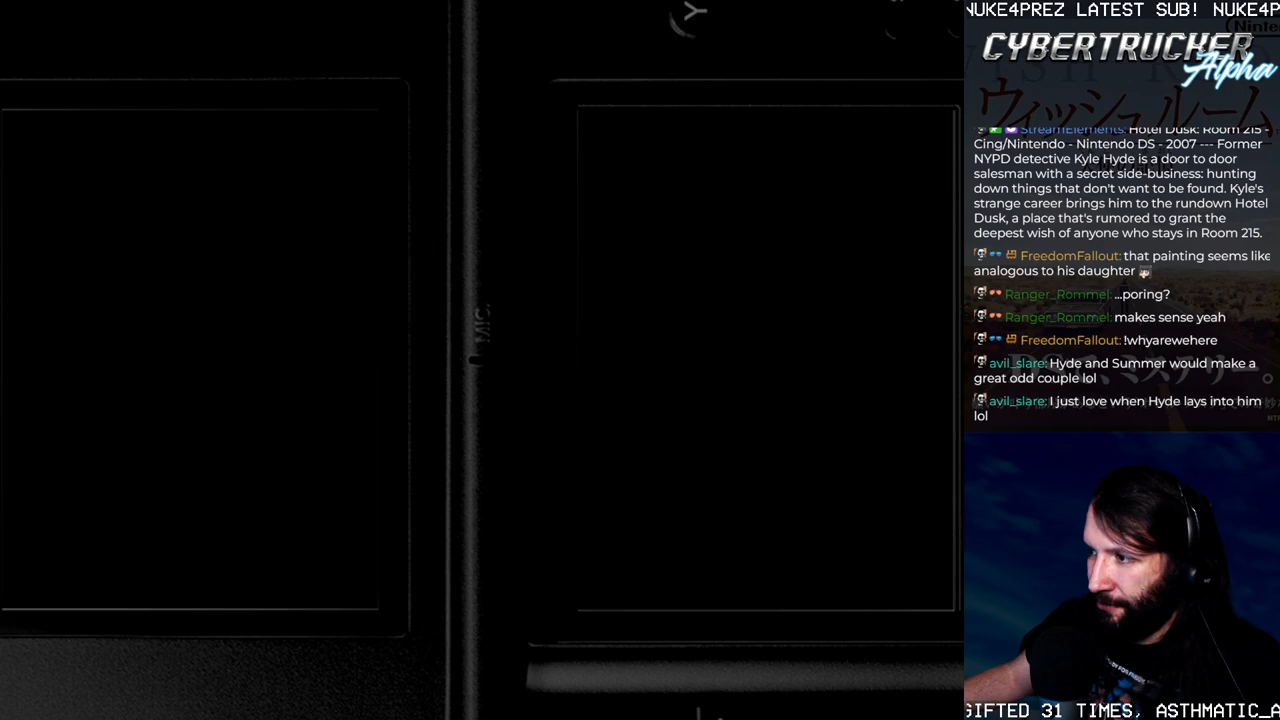 NUKE4PREZ LATEST SUB! NUKE4P
CYBERTRUCKER
Alpha
ウィッシュルーム
StreamElements: Hotel Dusk: Room 215 -
Cing/Nintendo - Nintendo DS - 2007 --- Former
NYPD detective Kyle Hyde is a door to door
salesman with a secret side-business: hunting
down things that don't want to be found. Kyle's
strange career brings him to the rundown Hotel
Dusk, a place that's rumored to grant the
deepest wish of anyone who stays in Room 215.
FreedomFallout: that painting seems like
analogous to his daughter
Ranger_Rommel: ...poring?
Ranger_Rommel: makes sense yeah
FreedomFallout: !whyarewehere
avil_slare: Hyde and Summer would make a
great odd couple lol
avil_slare: I just love when Hyde lays into him
lol
Y
MIC.
GIFTED 31 TIMES, ASTHMATIC_A